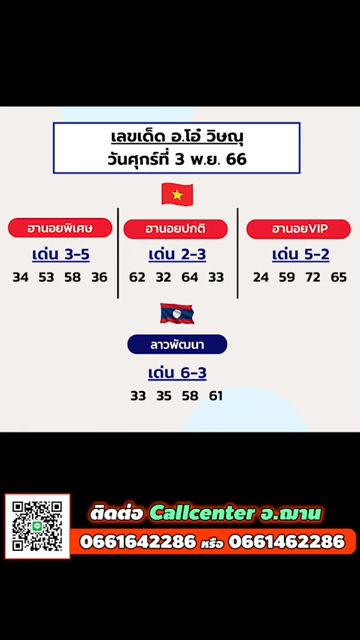 เลขเด็ด อ.โอ๋ วิษณุ
วันศุกร์ที่ 3 พ.ย. 66
ฮานอยพิเศษ
เด่น 3-5
34 53 58 36
ฮานอยปกติ
เด่น 2-3
62 32 64 33
ฮานอยVIP
เด่น 5-2
24 59 72 65
ลาวพัฒนา
เด่น 6-3
33 35 58 61
ติดต่อ Callcenter อ.ฌาน
0661642286 หรือ 0661462286